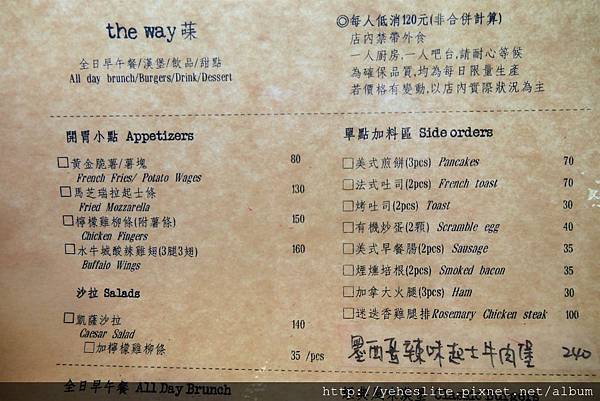 the way 莯
全日早午餐/漢堡/飲品/甜點
All day brunch/Burgers/Drink/Dessert
◎每人低消120元(非合併計算)
店內禁帶外食
一人廚房,一人吧台,請耐心等候
為確保品質,均為每日限量生產
若價格有變動,以店內實際狀況為主
開胃小點 Appetizers
□黃金脆薯/薯塊 80
French Fries/ Potato Wages
□馬芝瑞拉起士條 130
Fried Mozzarella
□檸檬雞柳條(附薯條) 150
Chicken Fingers
□水牛城酸辣雞翅(3腿3翅) 160
Buffalo Wings
沙拉 Salads
□凱薩沙拉 140
Caesar Salad
□加檸檬雞柳條 35 /pcs
全日早午餐 All Day Brunch
單點加料區 Side orders
□美式煎餅(3pcs) Pancakes 70
□法式吐司(2pcs) French toast 70
□烤吐司(2pcs) Toast 30
□有機炒蛋(2顆) Scramble egg 40
□美式早餐腸(2pcs) Sausage 35
□煙燻培根(2pcs) Smoked bacon 35
□加拿大火腿(3pcs) Ham 30
□迷迭香雞腿排Rosemary Chicken steak 100
墨西哥辣味起士牛肉堡 240
http://yeheslite.pixnet.net/album